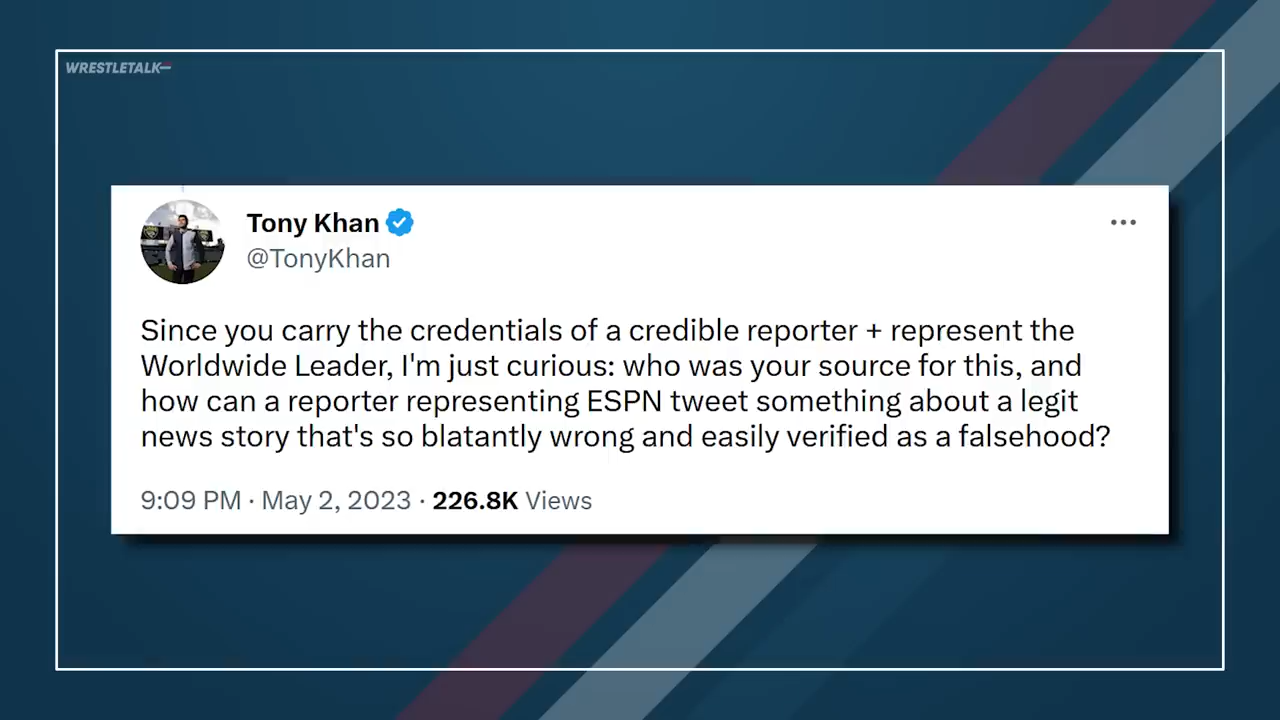 WRESTLETALK
Tony Khan
@TonyKhan
Since you carry the credentials of a credible reporter + represent the
Worldwide Leader, I'm just curious: who was your source for this, and
how can a reporter representing ESPN tweet something about a legit
news story that's so blatantly wrong and easily verified as a falsehood?
9:09 PM · May 2, 2023 · 226.8K Views